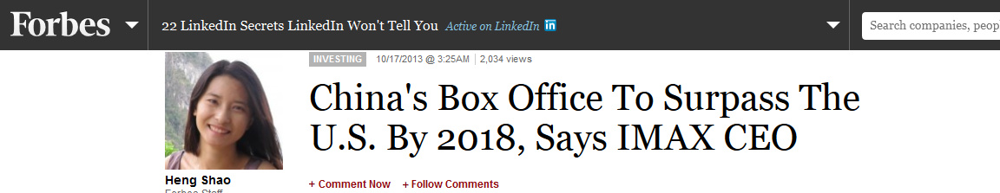 Forbes
22 LinkedIn Secrets LinkedIn Won't Tell You Active on LinkedIn in
Search companies, peopl
INVESTING 10/17/2013 @ 3:25AM 2,034 views
China's Box Office To Surpass The
U.S. By 2018, Says IMAX CEO
Heng Shao
Forbes Staff
+ Comment Now + Follow Comments